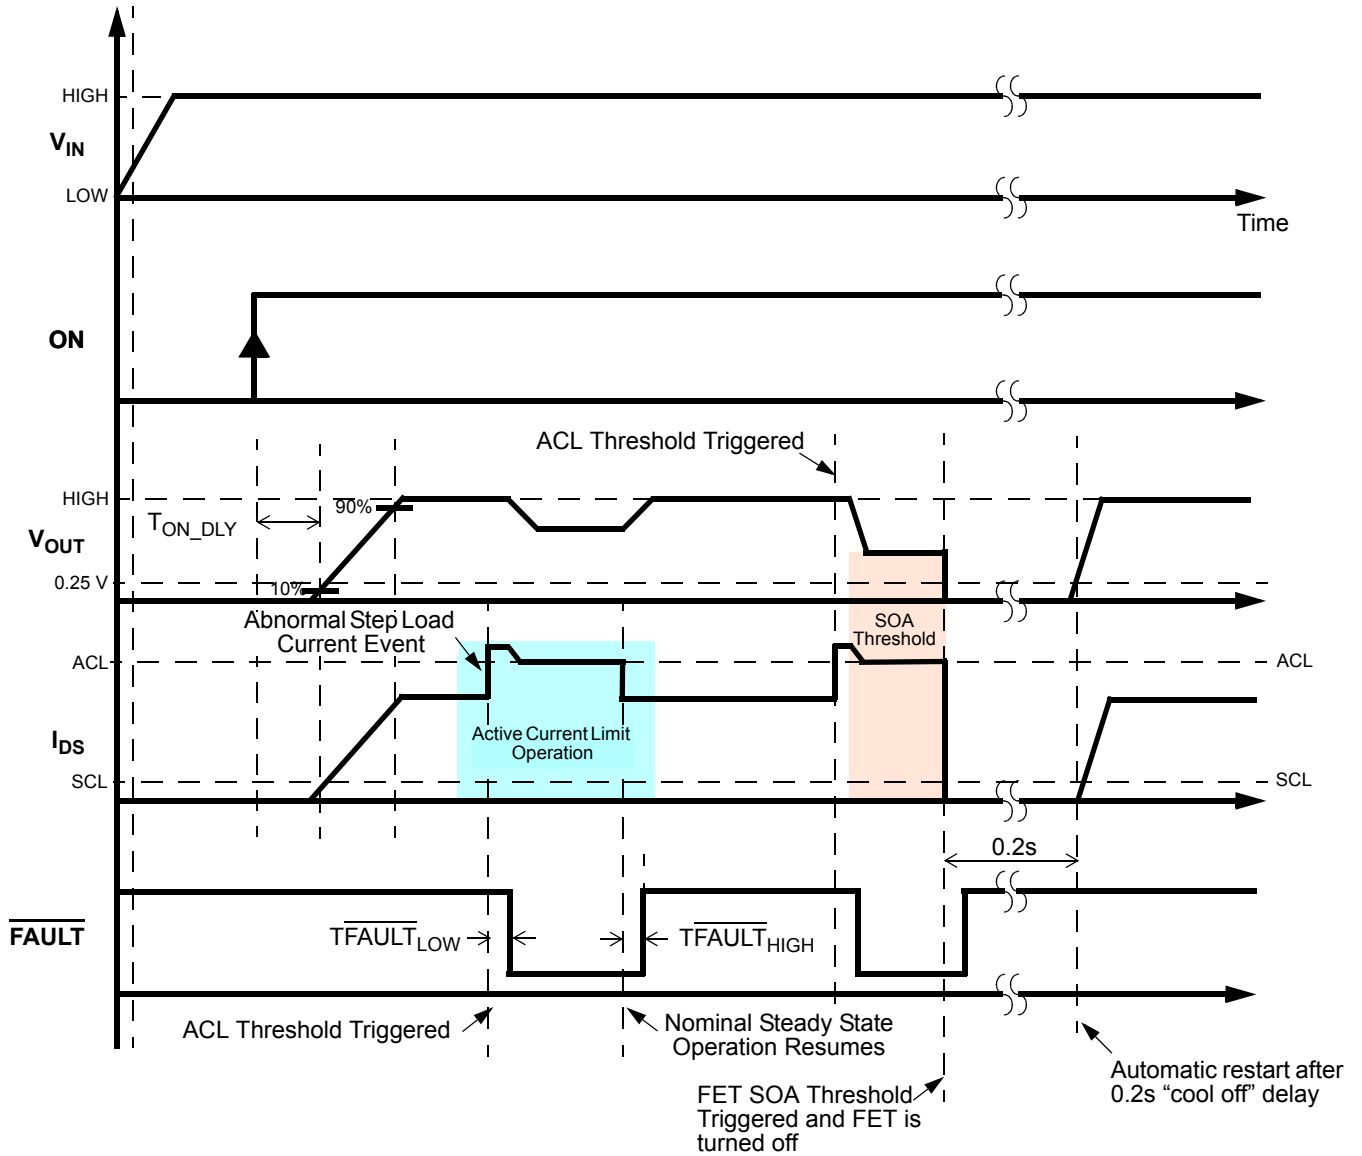 HIGH
VIN
LOW
Time
ON
ACL Threshold Triggered
HIGH
90%
TON_DLY
VOUT
0.25 V
10%
Abnormal Step Load
Current Event
SOA
Threshold
ACL
ACL
Active Current Limit
Operation
IDS
SCL
SCL
0.2s
FAULT
TFAULTLOW
TFAULTHIGH
ACL Threshold Triggered
Nominal Steady State
Operation Resumes
Automatic restart after
0.2s “cool off” delay
FET SOA Threshold
Triggered and FET is
turned off